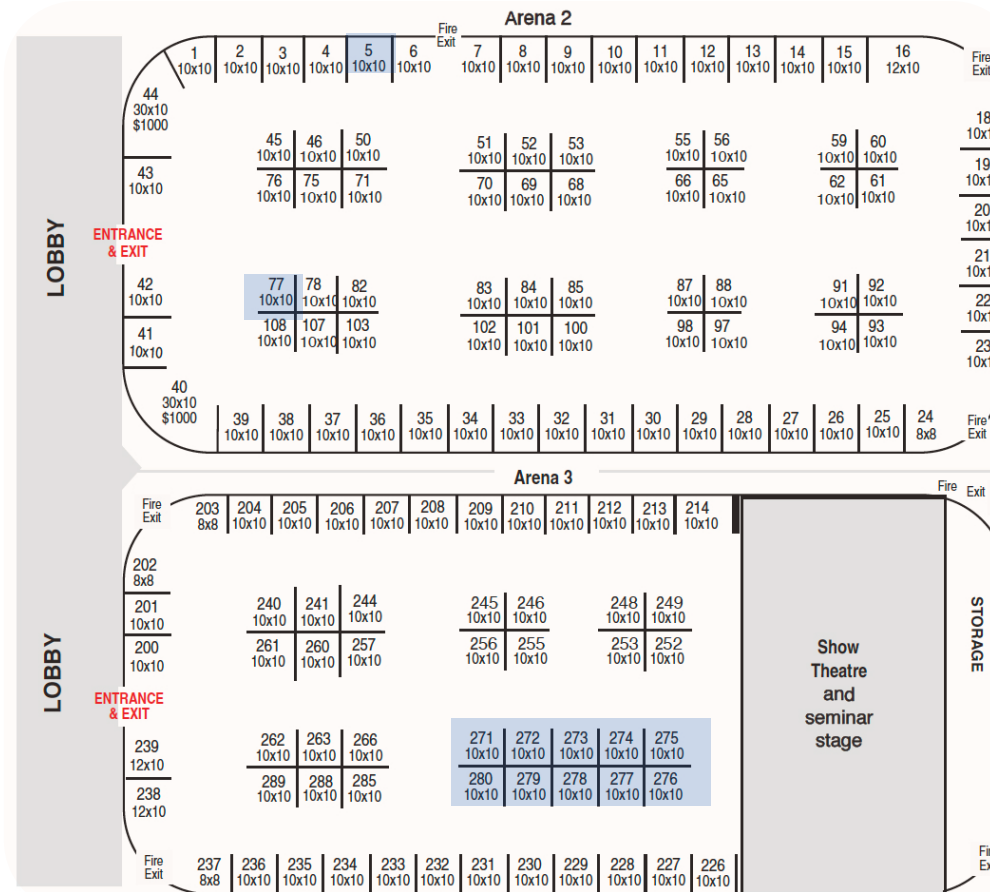 Arena 2
Fire
Exit
1 2 3 4 5 6 7 8 9 10 11 12 13 14 15 16
10x10 10x10 10x10 10x10 10x10 10x10 10x10 10x10 10x10 10x10 10x10 10x10 10x10 10x10 10x10 12x10
Fire
Exit
44
30x10
$1000
43
10x10
ENTRANCE
& EXIT
LOBBY
42
10x10
41
10x10
40
30x10
$1000
45 46 50 51 52 53 55 56 59 60
10x10 10x10 10x10 10x10 10x10 10x10 10x10 10x10 10x10 10x10
76 75 71 70 69 68 66 65 62 61
10x10 10x10 10x10 10x10 10x10 10x10 10x10 10x10 10x10 10x10
77 78 82 83 84 85 87 88 91 92
10x10 10x10 10x10 10x10 10x10 10x10 10x10 10x10 10x10 10x10
108 107 103 102 101 100 98 97 94 93
10x10 10x10 10x10 10x10 10x10 10x10 10x10 10x10 10x10 10x10
18
10x1
19
10x1
20
10x1
21
10x1
22
10x1
23
10x1
39 38 37 36 35 34 33 32 31 30 29 28 27 26 25 24
10x10 10x10 10x10 10x10 10x10 10x10 10x10 10x10 10x10 10x10 10x10 10x10 10x10 10x10 10x10 8x8
Fire
Exit
Arena 3
Fire Exit
Fire
Exit
203 204 205 206 207 208 209 210 211 212 213 214
8x8 10x10 10x10 10x10 10x10 10x10 10x10 10x10 10x10 10x10 10x10 10x10
202
8x8
201
10x10
200
10x10
LOBBY
ENTRANCE
& EXIT
239
12x10
238
12x10
240 241 244 245 246 248 249
10x10 10x10 10x10 10x10 10x10 10x10 10x10
261 260 257 256 255 253 252
10x10 10x10 10x10 10x10 10x10 10x10 10x10
262 263 266 271 272 273 274 275
10x10 10x10 10x10 10x10 10x10 10x10 10x10 10x10
289 288 285 280 279 278 277 276
10x10 10x10 10x10 10x10 10x10 10x10 10x10 10x10
Show
Theatre
and
seminar
stage
STORAGE
Fire
Exit
237 236 235 234 233 232 231 230 229 228 227 226
8x8 10x10 10x10 10x10 10x10 10x10 10x10 10x10 10x10 10x10 10x10 10x10